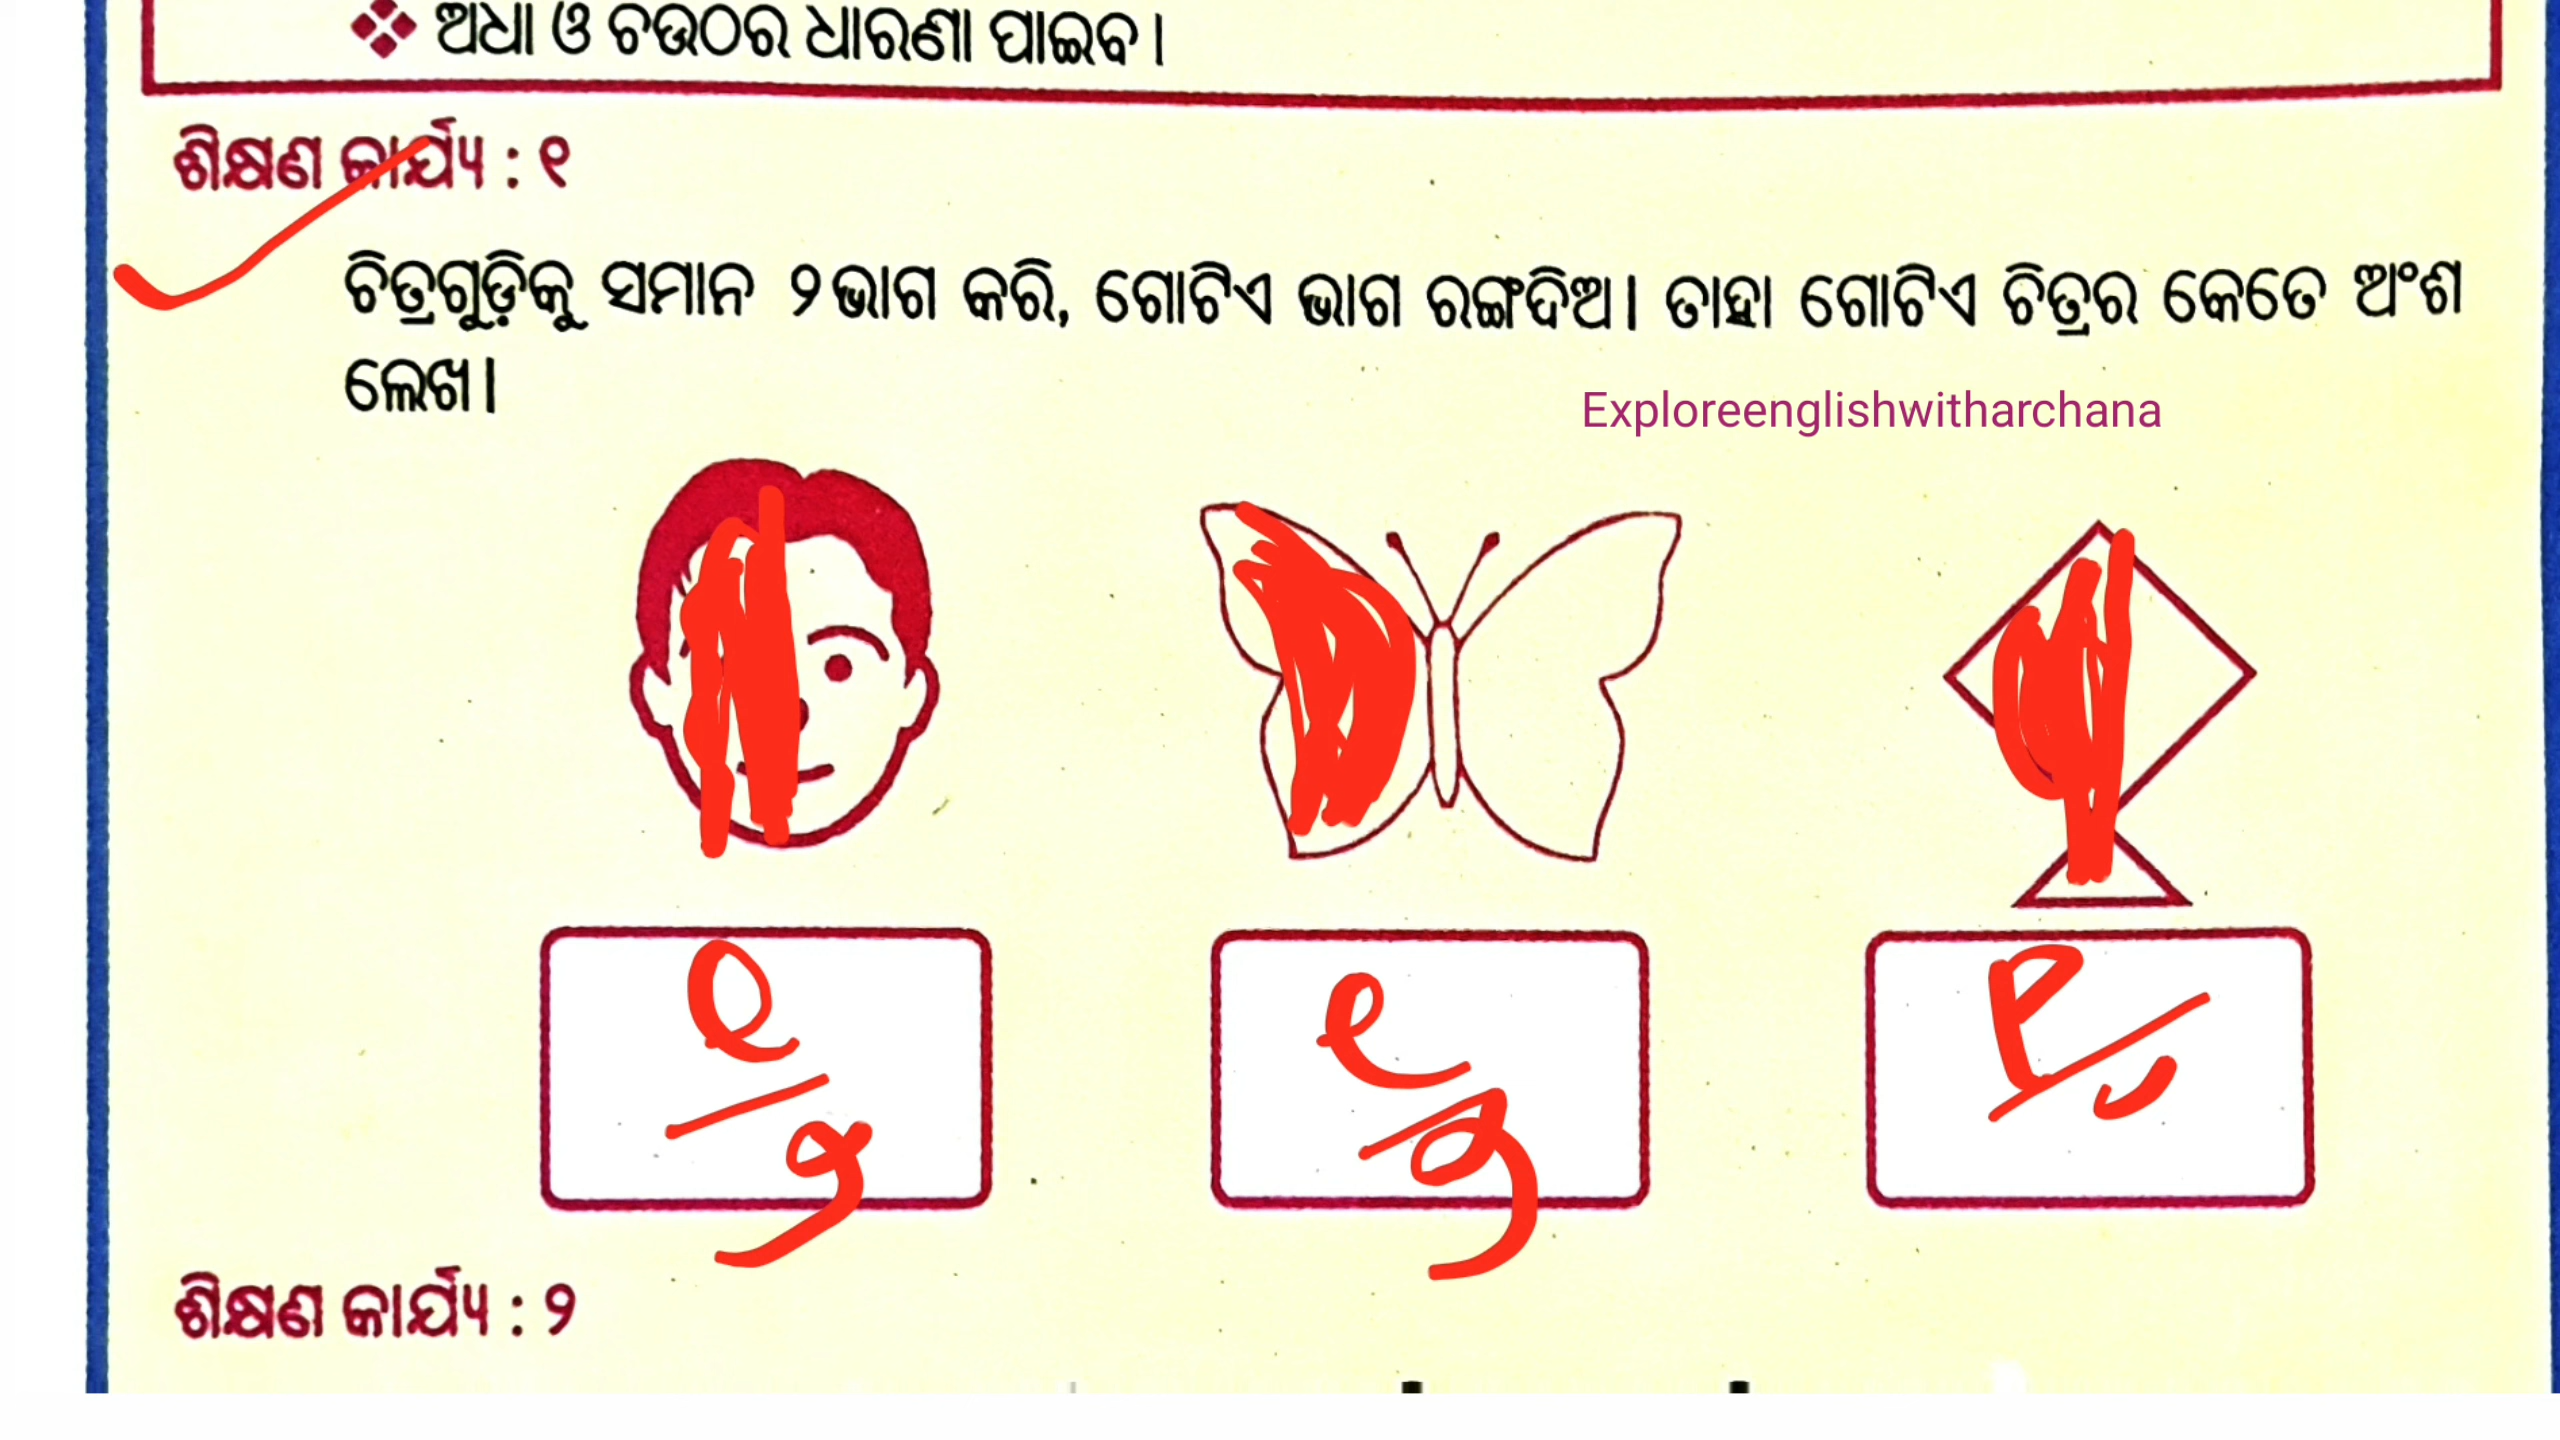 ❖ ଅଧା ଓ ଚଉଠର ଧାରଣା ପାଇବ।
ଶିକ୍ଷଣ କାର୍ଯ୍ୟ : ୧
ଚିତ୍ରଗୁଡ଼ିକୁ ସମାନ ୨ଭାଗ କରି, ଗୋଟିଏ ଭାଗ ରଙ୍ଗଦିଅ। ତାହା ଗୋଟିଏ ଚିତ୍ରର କେତେ ଅଂଶ
ଲେଖ।
Exploreenglishwitharchana
୧/୨ ୧/୨ ୧/
ଶିକ୍ଷଣ କାର୍ଯ୍ୟ : ୨